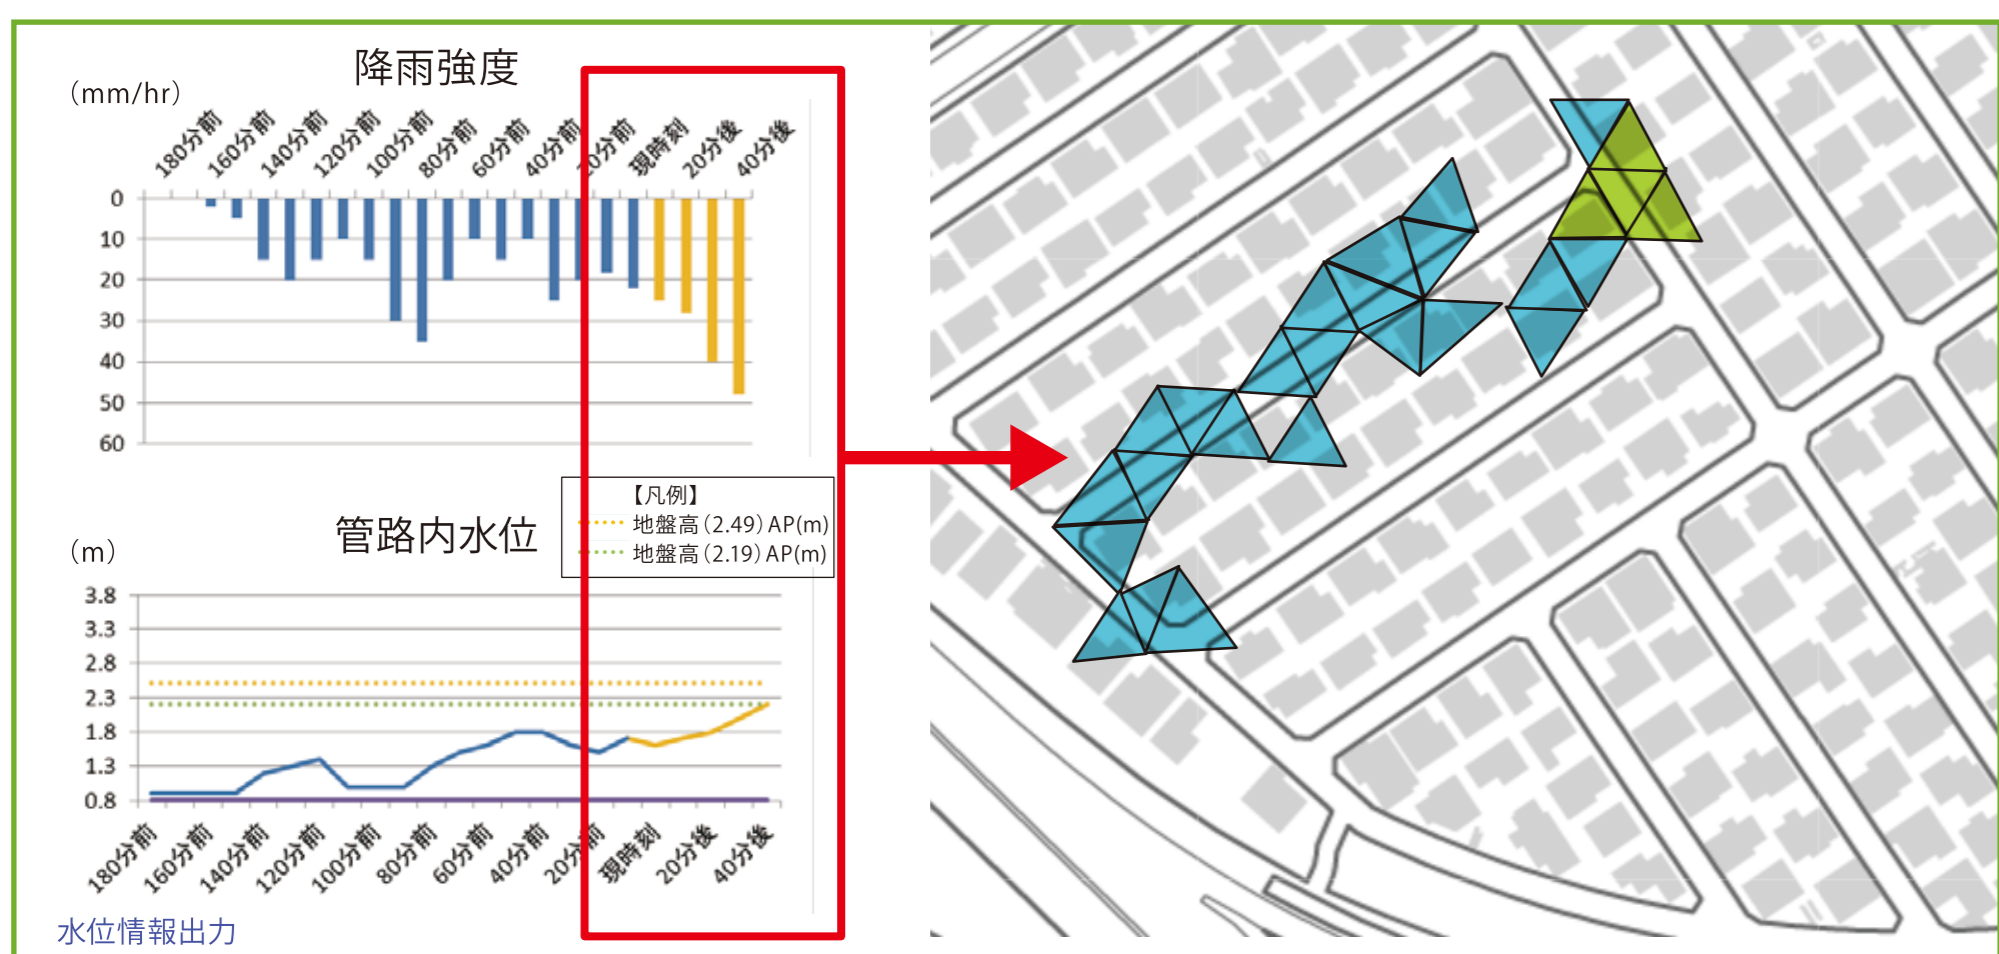 降雨強度
（mm/hr）
180分前
160分前
140分前
120分前
100分前
80分前
60分前
40分前
20分前
現時刻
20分後
40分後
0
10
20
30
40
50
60
【凡例】
地盤高（2.49）AP(m)
地盤高（2.19）AP(m)
管路内水位
（m）
3.8
3.3
2.8
2.3
1.8
1.3
0.8
180分前
160分前
140分前
120分前
100分前
80分前
60分前
40分前
20分前
現時刻
20分後
40分後
水位情報出力